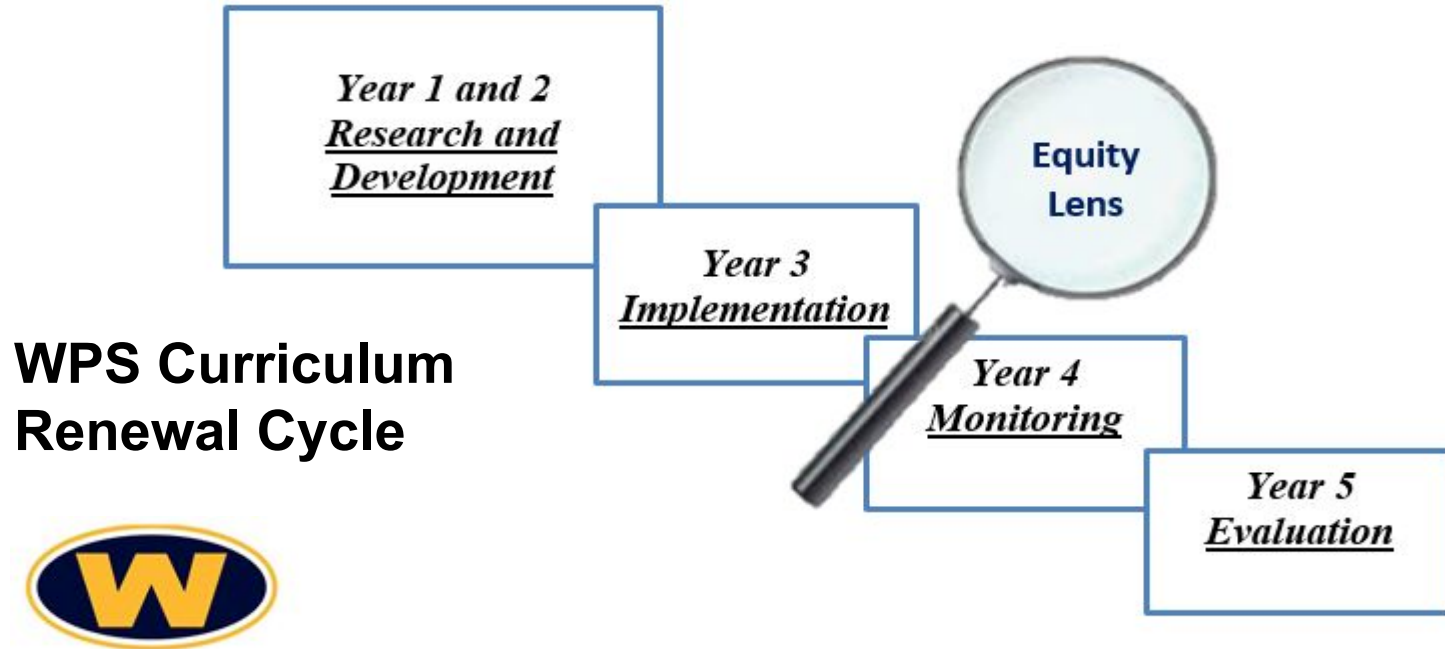 Year 1 and 2
Research and
Development
Equity
Lens
Year 3
Implementation
WPS Curriculum
Renewal Cycle
Year 4
Monitoring
Year 5
Evaluation
W